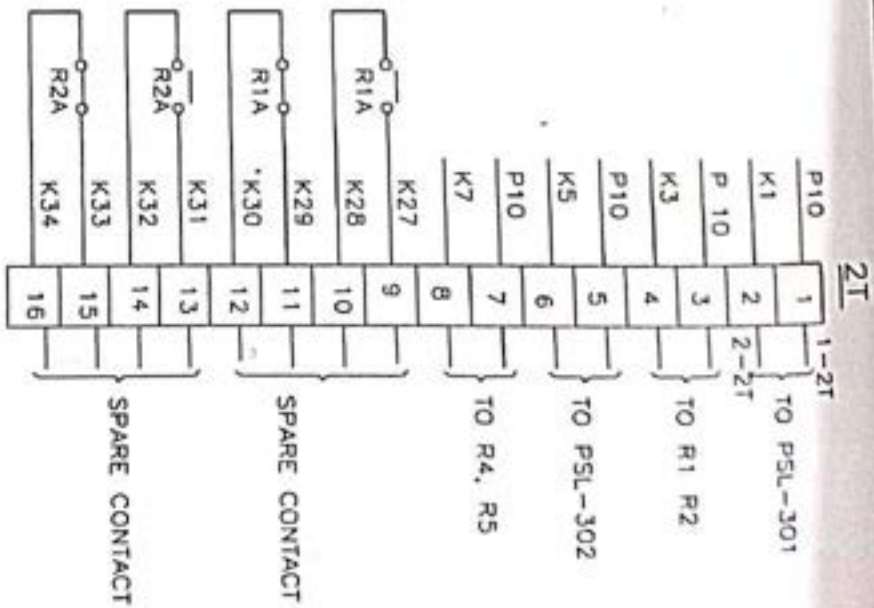 2T
P10 1 1-2T
K1 2 2-2T
TO PSL-301
P 10 3
K3 4
TO R1 R2
P10 5
K5 6
TO PSL-302
P10 7
K7 8
TO R4, R5
R1A K27 9
K28 10
R1A K29 11
K30 12
SPARE CONTACT
R2A K31 13
K32 14
R2A K33 15
K34 16
SPARE CONTACT